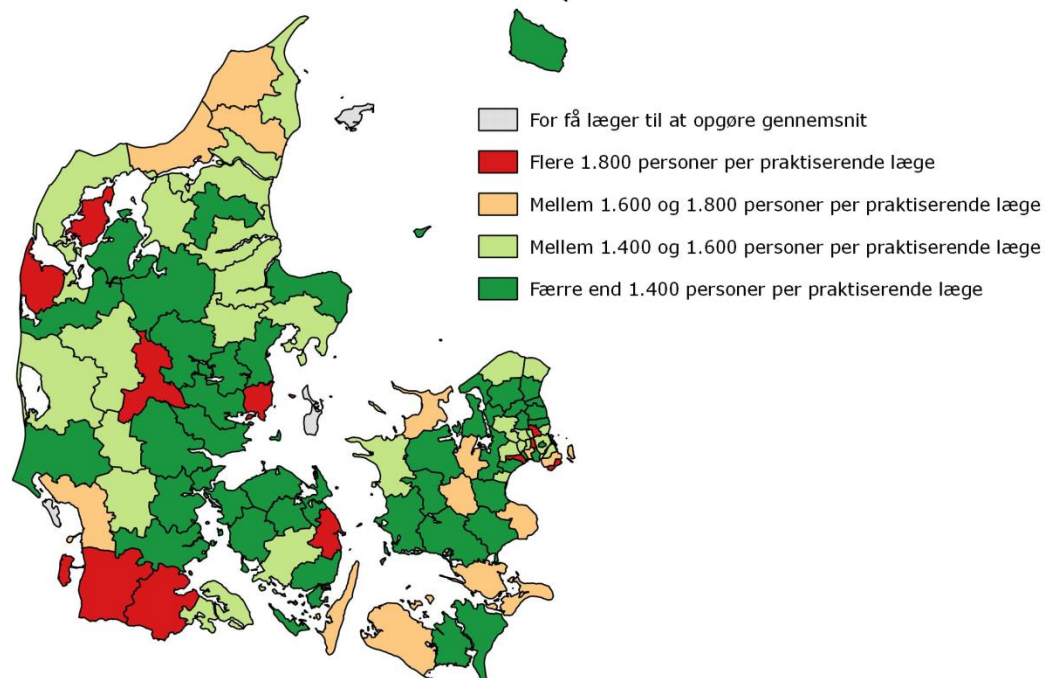 For få læger til at opgøre gennemsnit
Flere 1.800 personer per praktiserende læge
Mellem 1.600 og 1.800 personer per praktiserende læge
Mellem 1.400 og 1.600 personer per praktiserende læge
Færre end 1.400 personer per praktiserende læge